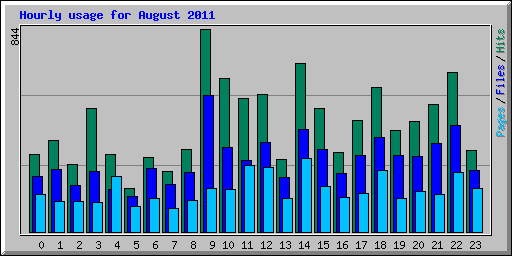 Hourly usage for August 2011
844
Pages / Files / Hits
0 1 2 3 4 5 6 7 8 9 10 11 12 13 14 15 16 17 18 19 20 21 22 23